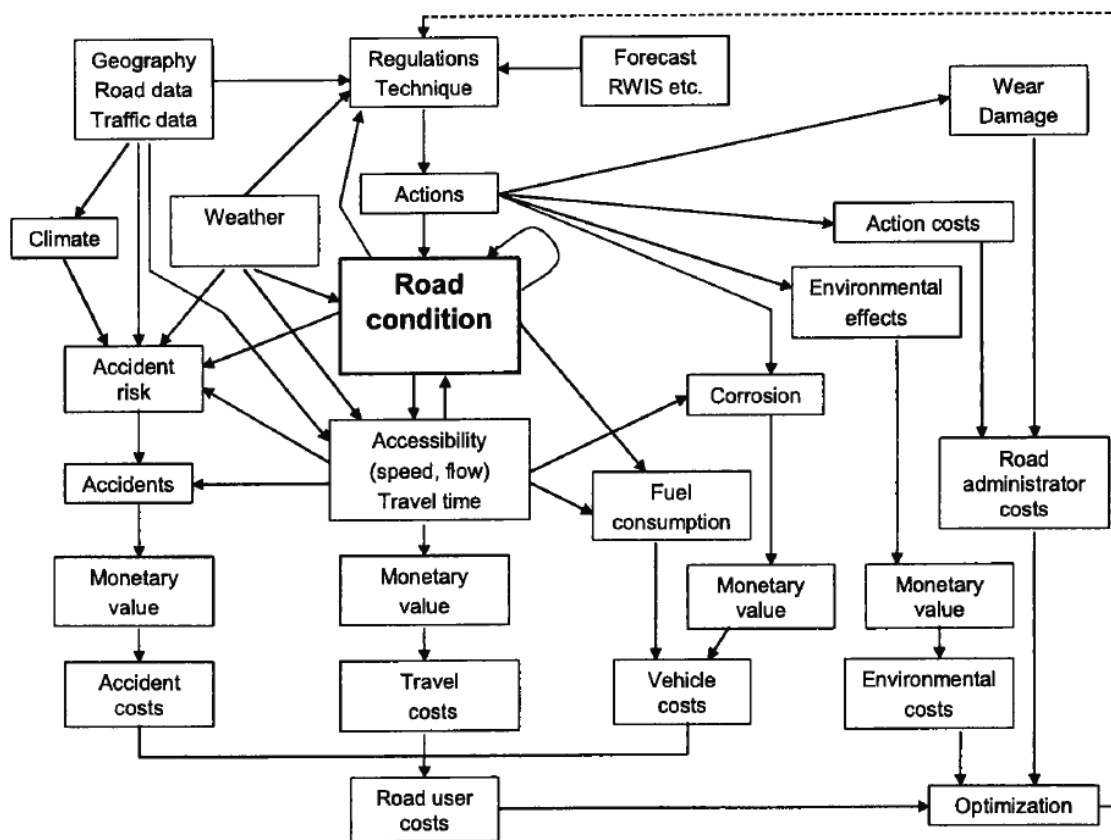 Geography
Road data
Traffic data
Regulations
Technique
Forecast
RWIS etc.
Wear
Damage
Actions
Weather
Action costs
Climate
Road
condition
Environmental
effects
Accident
risk
Corrosion
Accessibility
(speed, flow)
Travel time
Road
administrator
costs
Accidents
Fuel
consumption
Monetary
value
Monetary
value
Monetary
value
Monetary
value
Accident
costs
Travel
costs
Vehicle
costs
Environmental
costs
Road user
costs
Optimization